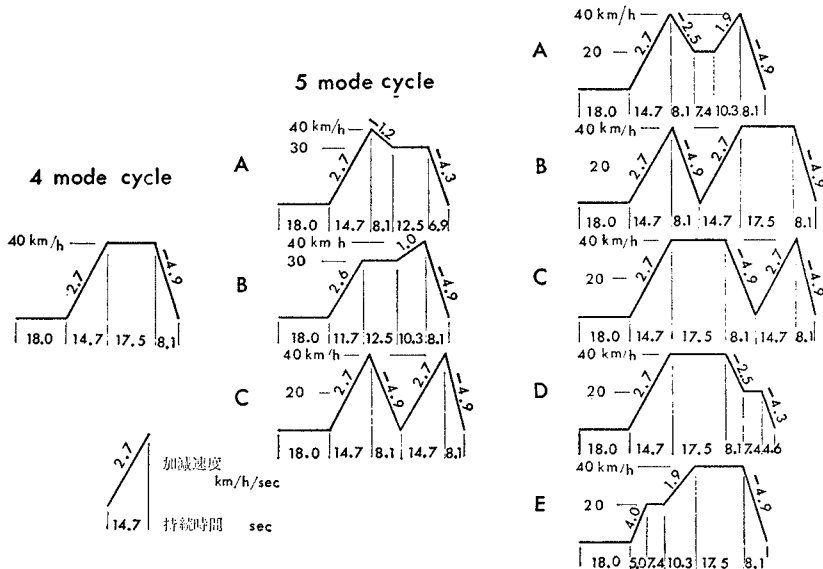 4 mode cycle
40 km/h
2.7
-4.9
18.0 14.7 17.5 8.1
2.7
加減速度
km/h/sec
14.7 持続時間 sec
5 mode cycle
A
40 km/h
30
2.7
-1.2
-4.3
18.0 14.7 8.1 12.5 6.9
B
40 km h
30
2.6
1.0
-4.9
18.0 11.7 12.5 10.3 8.1
C
40 km/h
20
2.7
-4.9
2.7
-4.9
18.0 14.7 8.1 14.7 8.1
A
40 km/h
20
2.7
-2.5
1.9
-4.9
18.0 14.7 8.1 7.4 10.3 8.1
B
40 km/h
20
2.7
-4.9
2.7
-4.9
18.0 14.7 8.1 14.7 17.5 8.1
C
40 km/h
20
2.7
-4.9
2.7
-4.9
18.0 14.7 17.5 8.1 14.7 8.1
D
40 km/h
20
2.7
-2.5
-4.3
18.0 14.7 17.5 8.1 7.4 4.6
E
40 km/h
20
4.0
1.9
-4.9
18.0 5.0 7.4 10.3 17.5 8.1